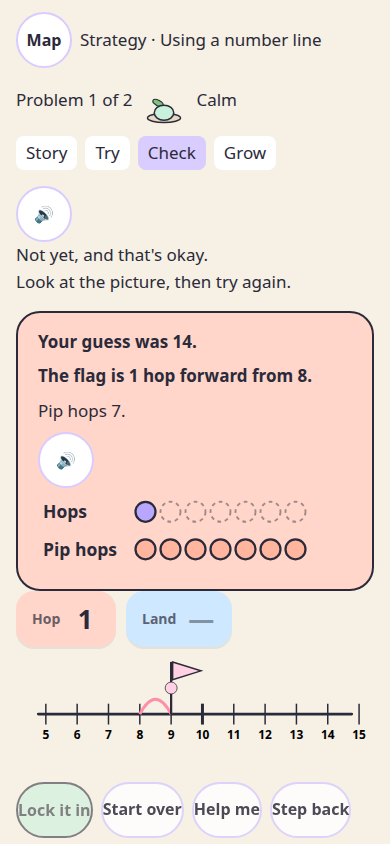 Map Strategy · Using a number line
Problem 1 of 2 Calm
Story Try Check Grow
Not yet, and that's okay.
Look at the picture, then try again.
Your guess was 14.
The flag is 1 hop forward from 8.
Pip hops 7.
Hops
Pip hops
Hop 1 Land —
5 6 7 8 9 10 11 12 13 14 15
Lock it in Start over Help me Step back